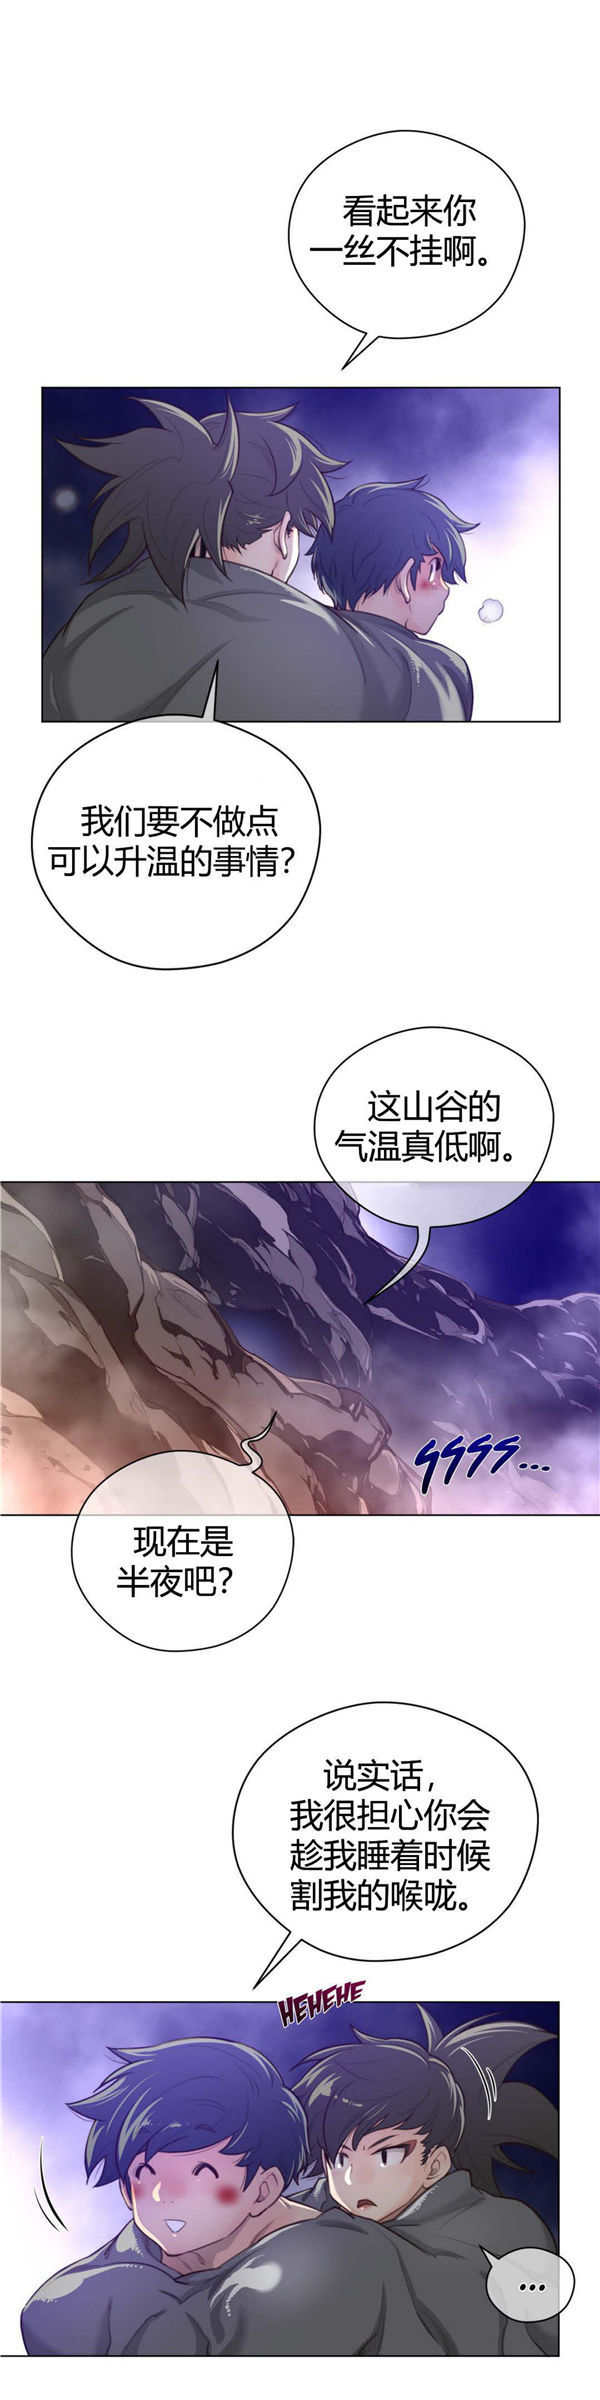 看起来你
一丝不挂啊。
我们要不做点
可以升温的事情？
这山谷的
气温真低啊。
SSSS...
现在是
半夜吧？
说实话，
我很担心你会
趁我睡着时候
割我的喉咙。
HEHEHE
...